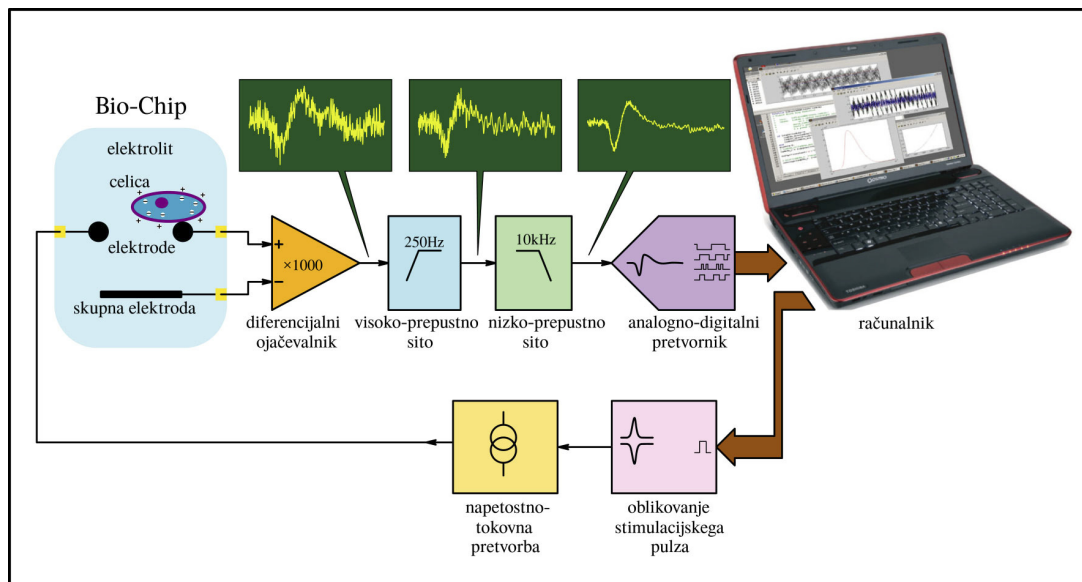 Bio-Chip
elektrolit
celica
elektrode
skupna elektroda
+
×1000
−
diferencijalni
ojačevalnik
250Hz
visoko-prepustno
sito
10kHz
nizko-prepustno
sito
analogno-digitalni
pretvornik
TOSHIBA
računalnik
napetostno-
tokovna
pretvorba
oblikovanje
stimulacijskega
pulza